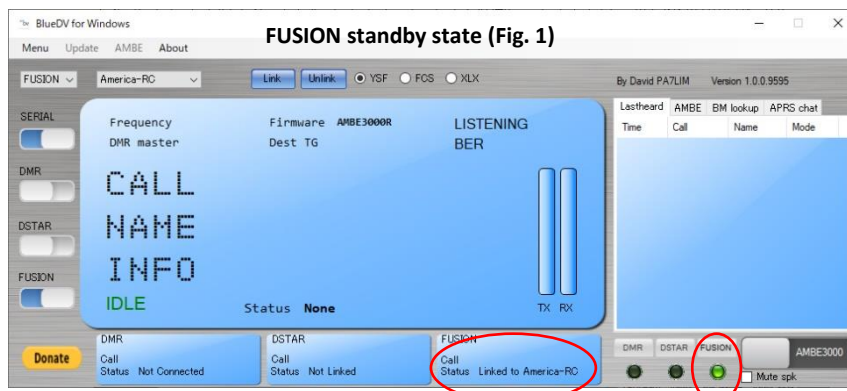 BlueDV for Windows
FUSION standby state (Fig. 1)
Menu Update AMBE About
FUSION America-RC Link Unlink YSF FCS XLX By David PA7LIM Version 1.0.0.9595
Lastheard AMBE BM lookup APRS chat
Time Call Name Mode
SERIAL
DMR
DSTAR
FUSION
Frequency Firmware AMBE3000R LISTENING
DMR master Dest TG BER
CALL
NAME
INFO
IDLE Status None TX RX
Donate
DMR
Call
Status Not Connected
DSTAR
Call
Status Not Linked
FUSION
Call
Status Linked to America-RC
DMR DSTAR FUSION AMBE3000
Mute spk